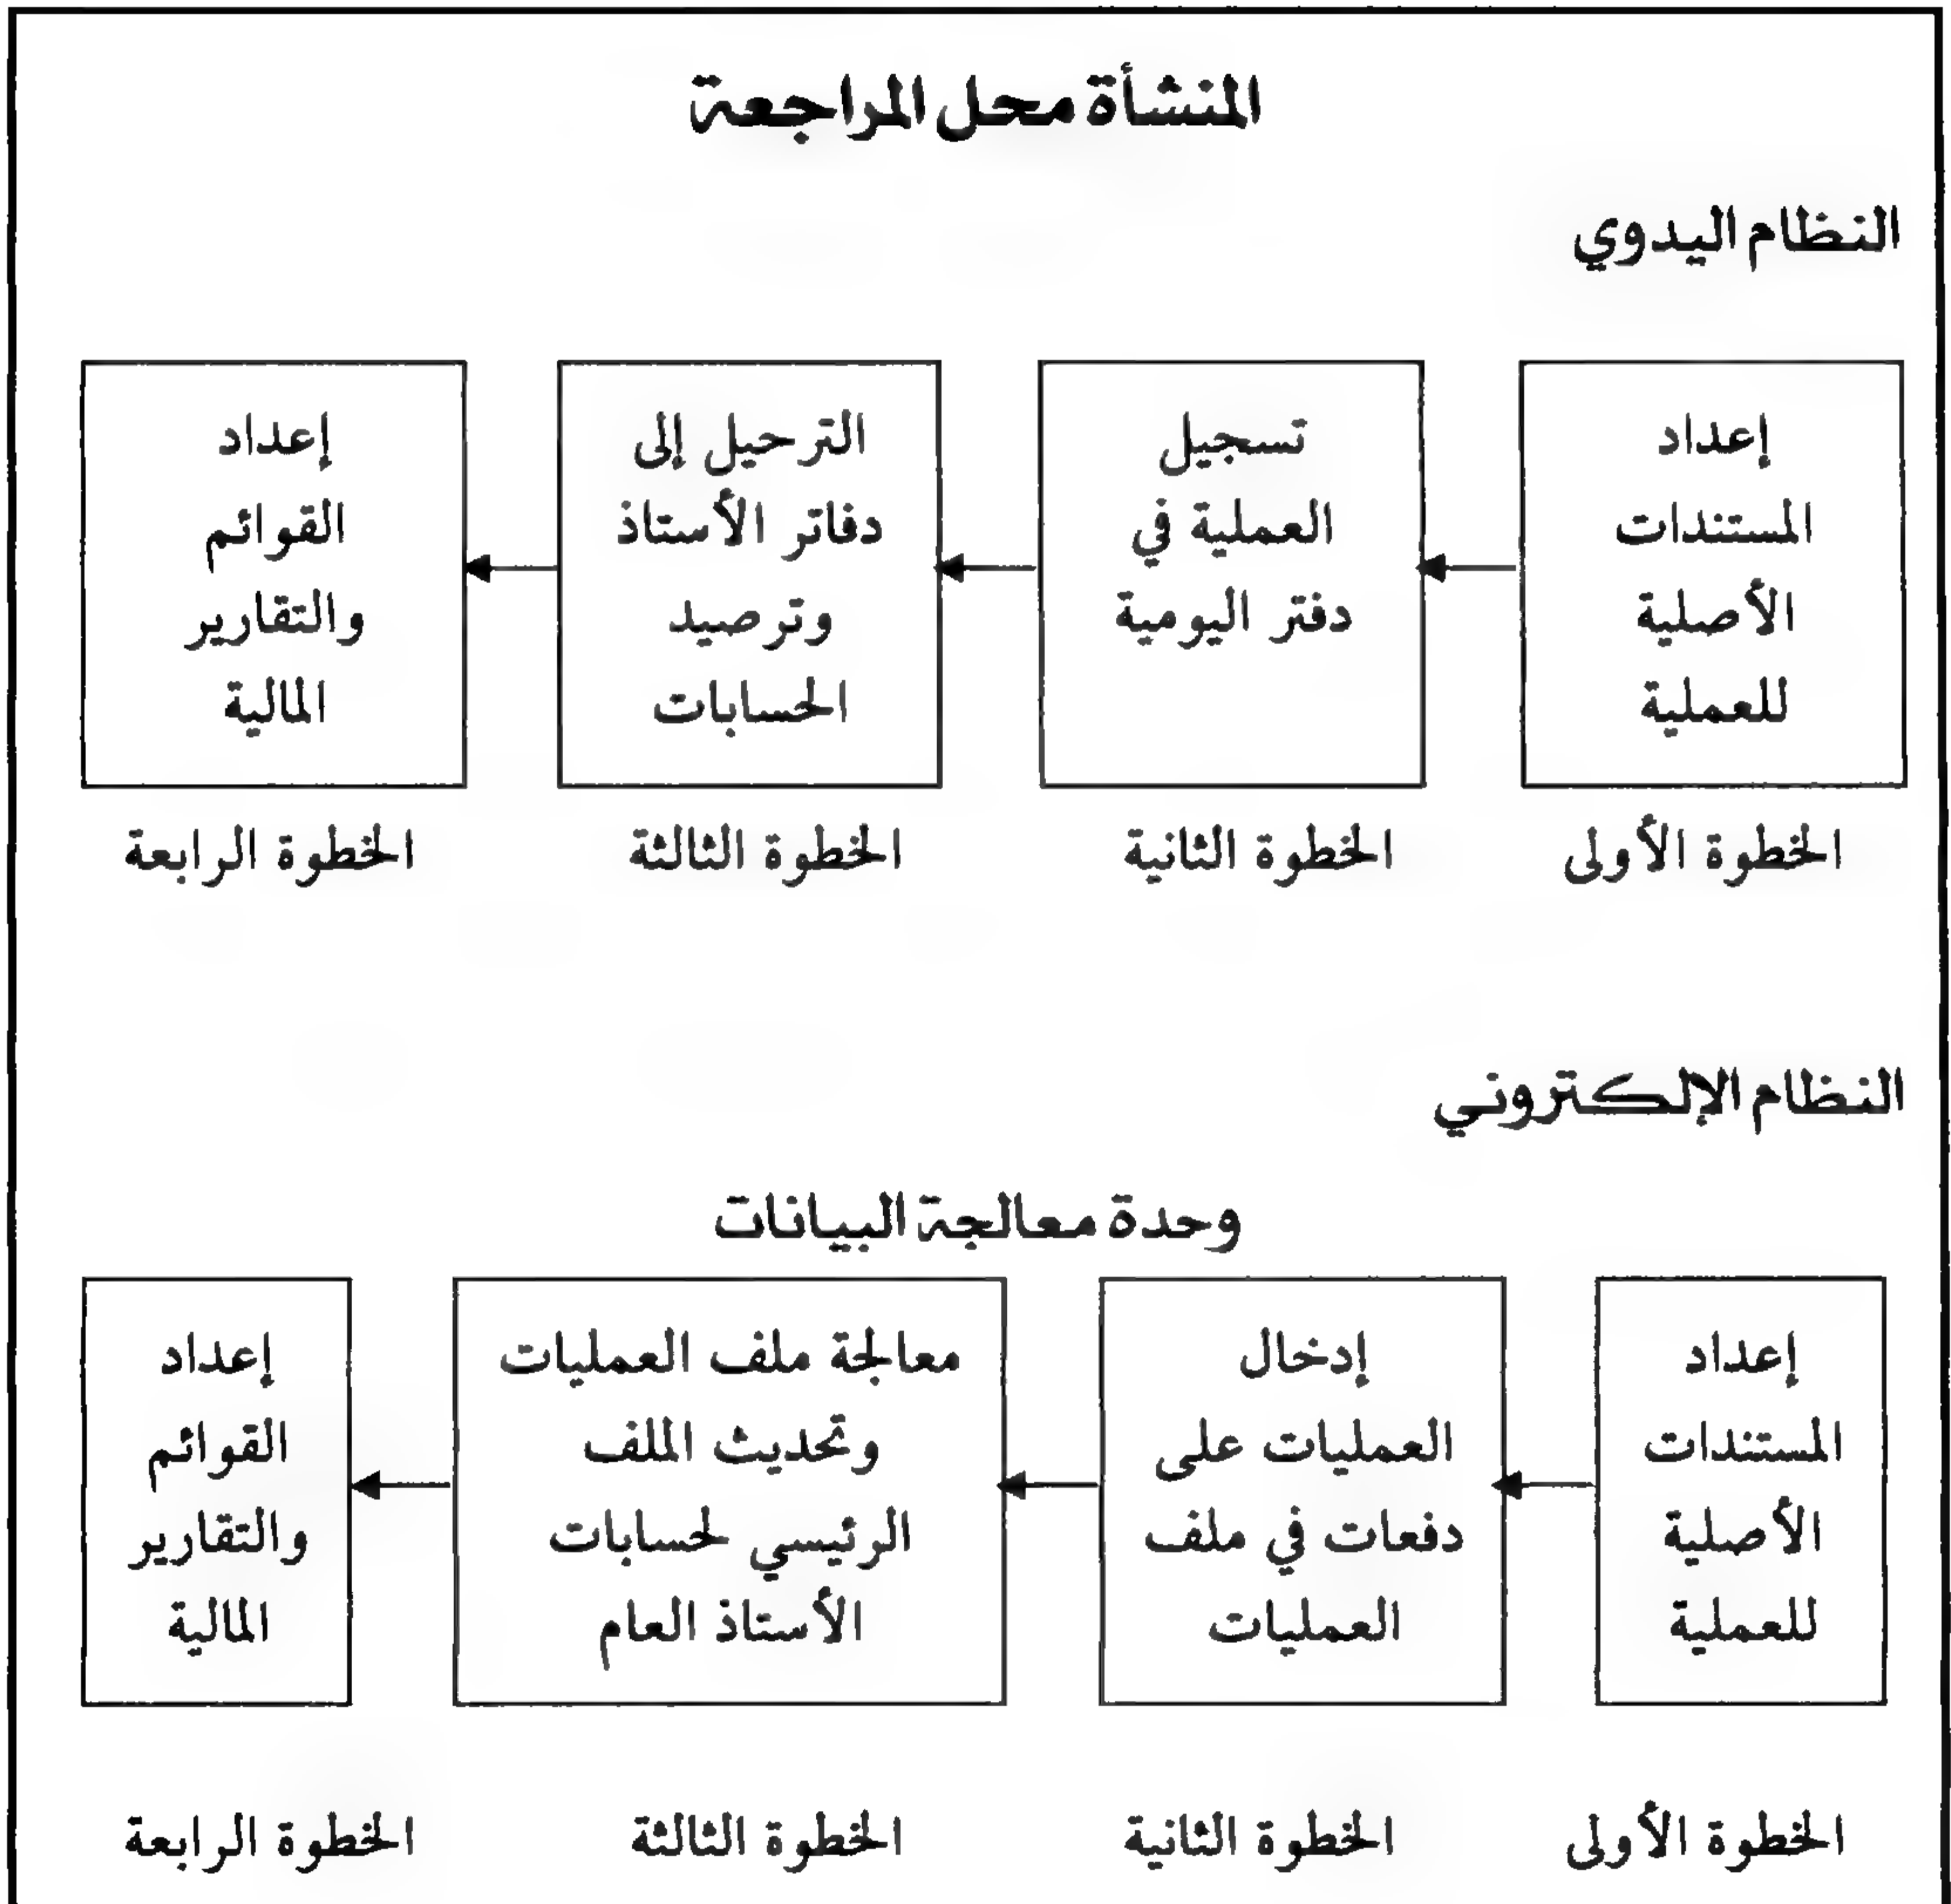 المنشأة محل المراجعة
النظام اليدوي
إعداد
المستندات
الأصلية
للعملية
تسجيل
العملية في
دفتر اليومية
الترحيل إلى
دفاتر الأستاذ
وترصيد
الحسابات
إعداد
القوائم
والتقارير
المالية
الخطوة الأولى
الخطوة الثانية
الخطوة الثالثة
الخطوة الرابعة
النظام الإلكتروني
وحدة معالجة البيانات
إعداد
المستندات
الأصلية
للعملية
إدخال
العمليات على
دفعات في ملف
العمليات
معالجة ملف العمليات
وتحديث الملف
الرئيسي لحسابات
الأستاذ العام
إعداد
القوائم
والتقارير
المالية
الخطوة الأولى
الخطوة الثانية
الخطوة الثالثة
الخطوة الرابعة